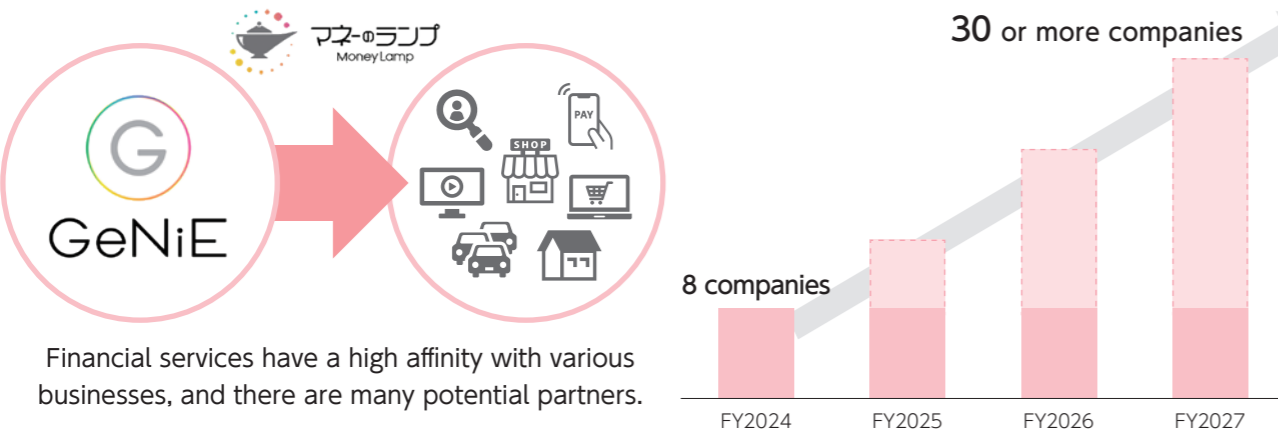 マネーのランプ
Money Lamp
G
GeNiE
PAY
SHOP
Financial services have a high affinity with various
businesses, and there are many potential partners.
30 or more companies
8 companies
FY2024
FY2025
FY2026
FY2027